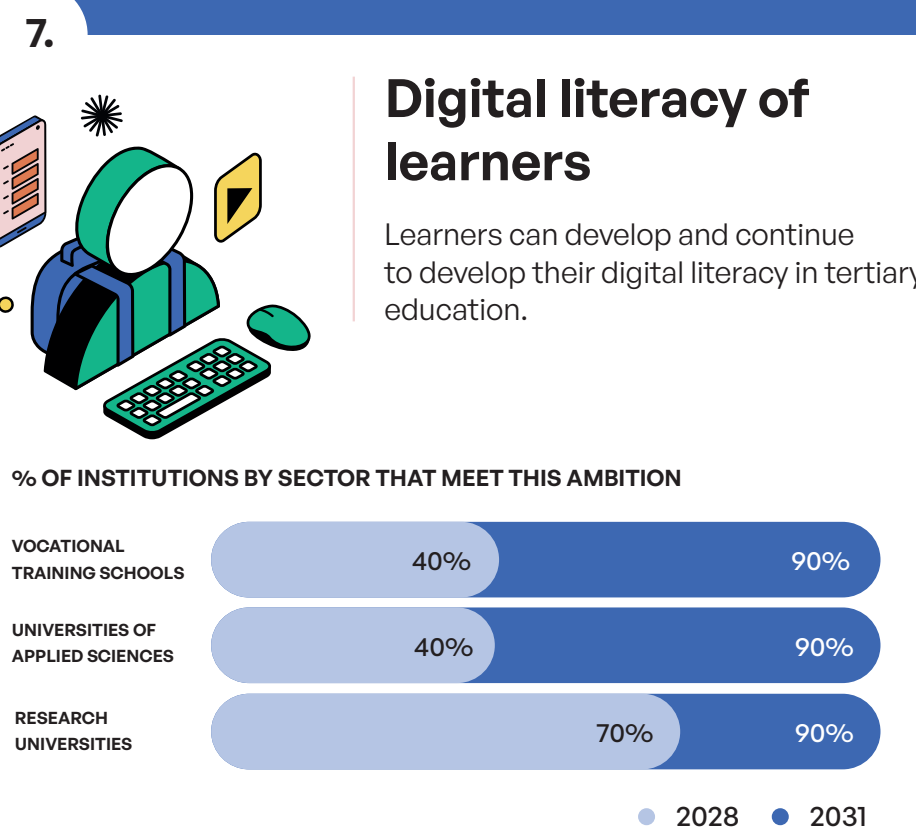 7.
Digital literacy of
learners
Learners can develop and continue
to develop their digital literacy in tertiary
education.
% OF INSTITUTIONS BY SECTOR THAT MEET THIS AMBITION
VOCATIONAL
TRAINING SCHOOLS
40%
90%
UNIVERSITIES OF
APPLIED SCIENCES
40%
90%
RESEARCH
UNIVERSITIES
70%
90%
2028
2031